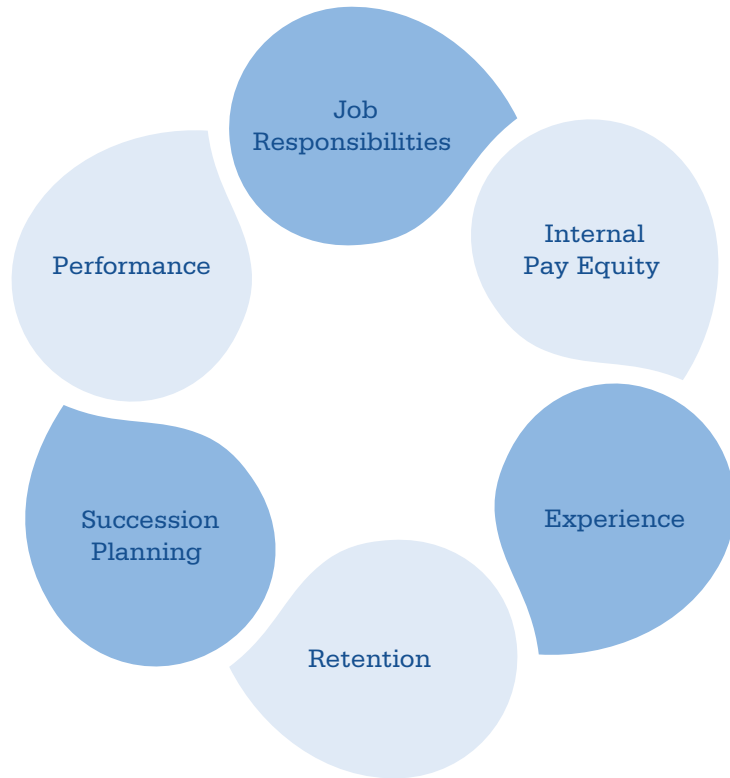 Job
Responsibilities
Internal
Pay Equity
Experience
Retention
Succession
Planning
Performance